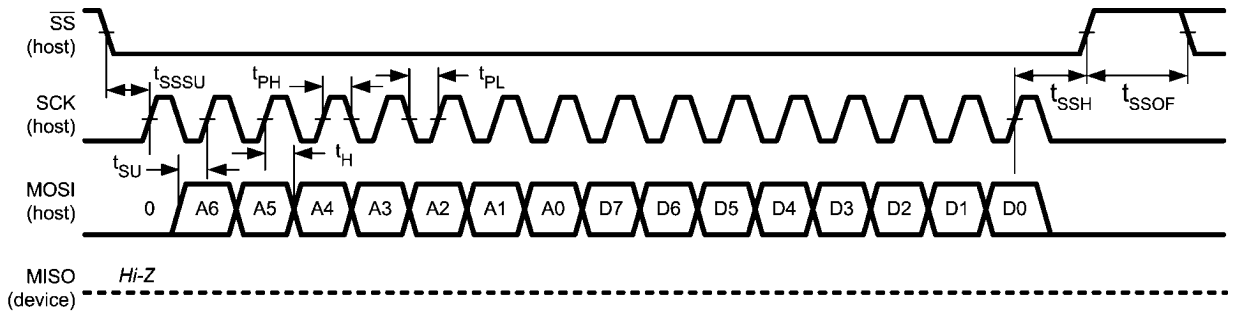 SS
(host)
tSSSU
tPH
tPL
SCK
(host)
tSSH
tSSOF
tSU
tH
MOSI
(host)
0 A6 A5 A4 A3 A2 A1 A0 D7 D6 D5 D4 D3 D2 D1 D0
MISO
(device)
Hi-Z